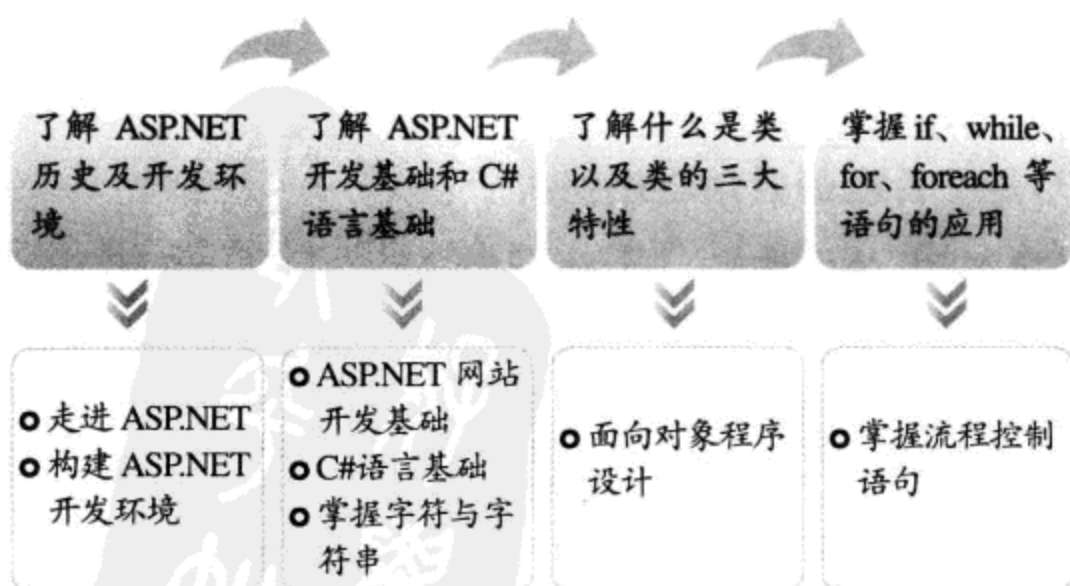 了解 ASP.NET
历史及开发环
境
了解 ASP.NET
开发基础和 C#
语言基础
了解什么是类
以及类的三大
特性
掌握 if、while、
for、foreach 等
语句的应用
走进 ASP.NET
构建 ASP.NET
开发环境
ASP.NET 网站
开发基础
C#语言基础
掌握字符与字
符串
面向对象程序
设计
掌握流程控制
语句